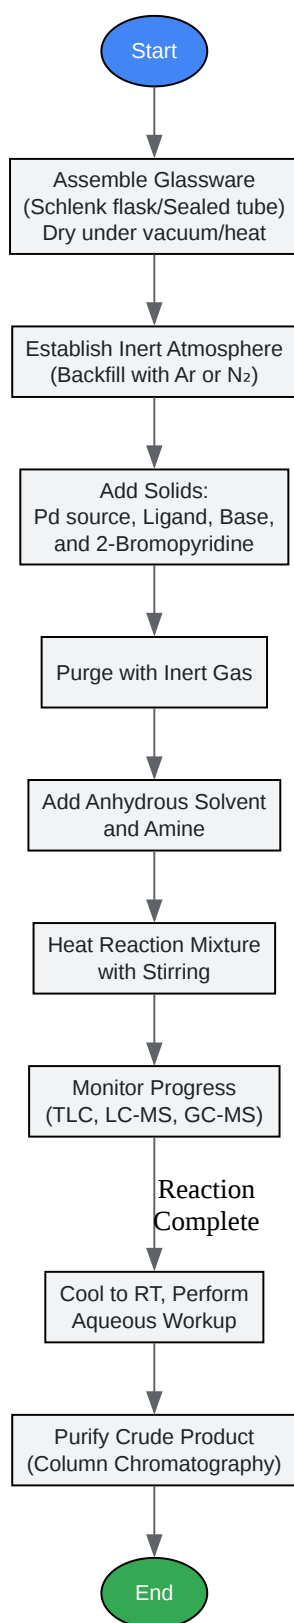 Start
Assemble Glassware
(Schlenk flask/Sealed tube)
Dry under vacuum/heat
Establish Inert Atmosphere
(Backfill with Ar or N₂)
Add Solids:
Pd source, Ligand, Base,
and 2-Bromopyridine
Purge with Inert Gas
Add Anhydrous Solvent
and Amine
Heat Reaction Mixture
with Stirring
Monitor Progress
(TLC, LC-MS, GC-MS)
Reaction
Complete
Cool to RT, Perform
Aqueous Workup
Purify Crude Product
(Column Chromatography)
End